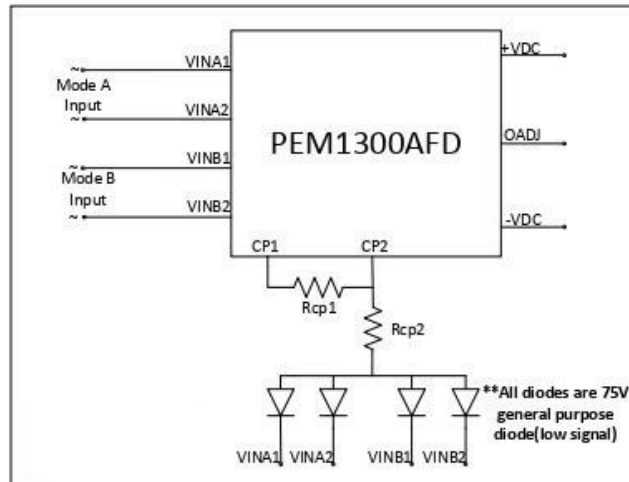 VINA1
~
Mode A
Input
VINA2
~
VINB1
~
Mode B
Input
VINB2
~
PEM1300AFD
+VDC
OADJ
-VDC
CP1
CP2
Rcp1
Rcp2
**All diodes are 75V
general purpose
diode(low signal)
VINA1
VINA2
VINB1
VINB2